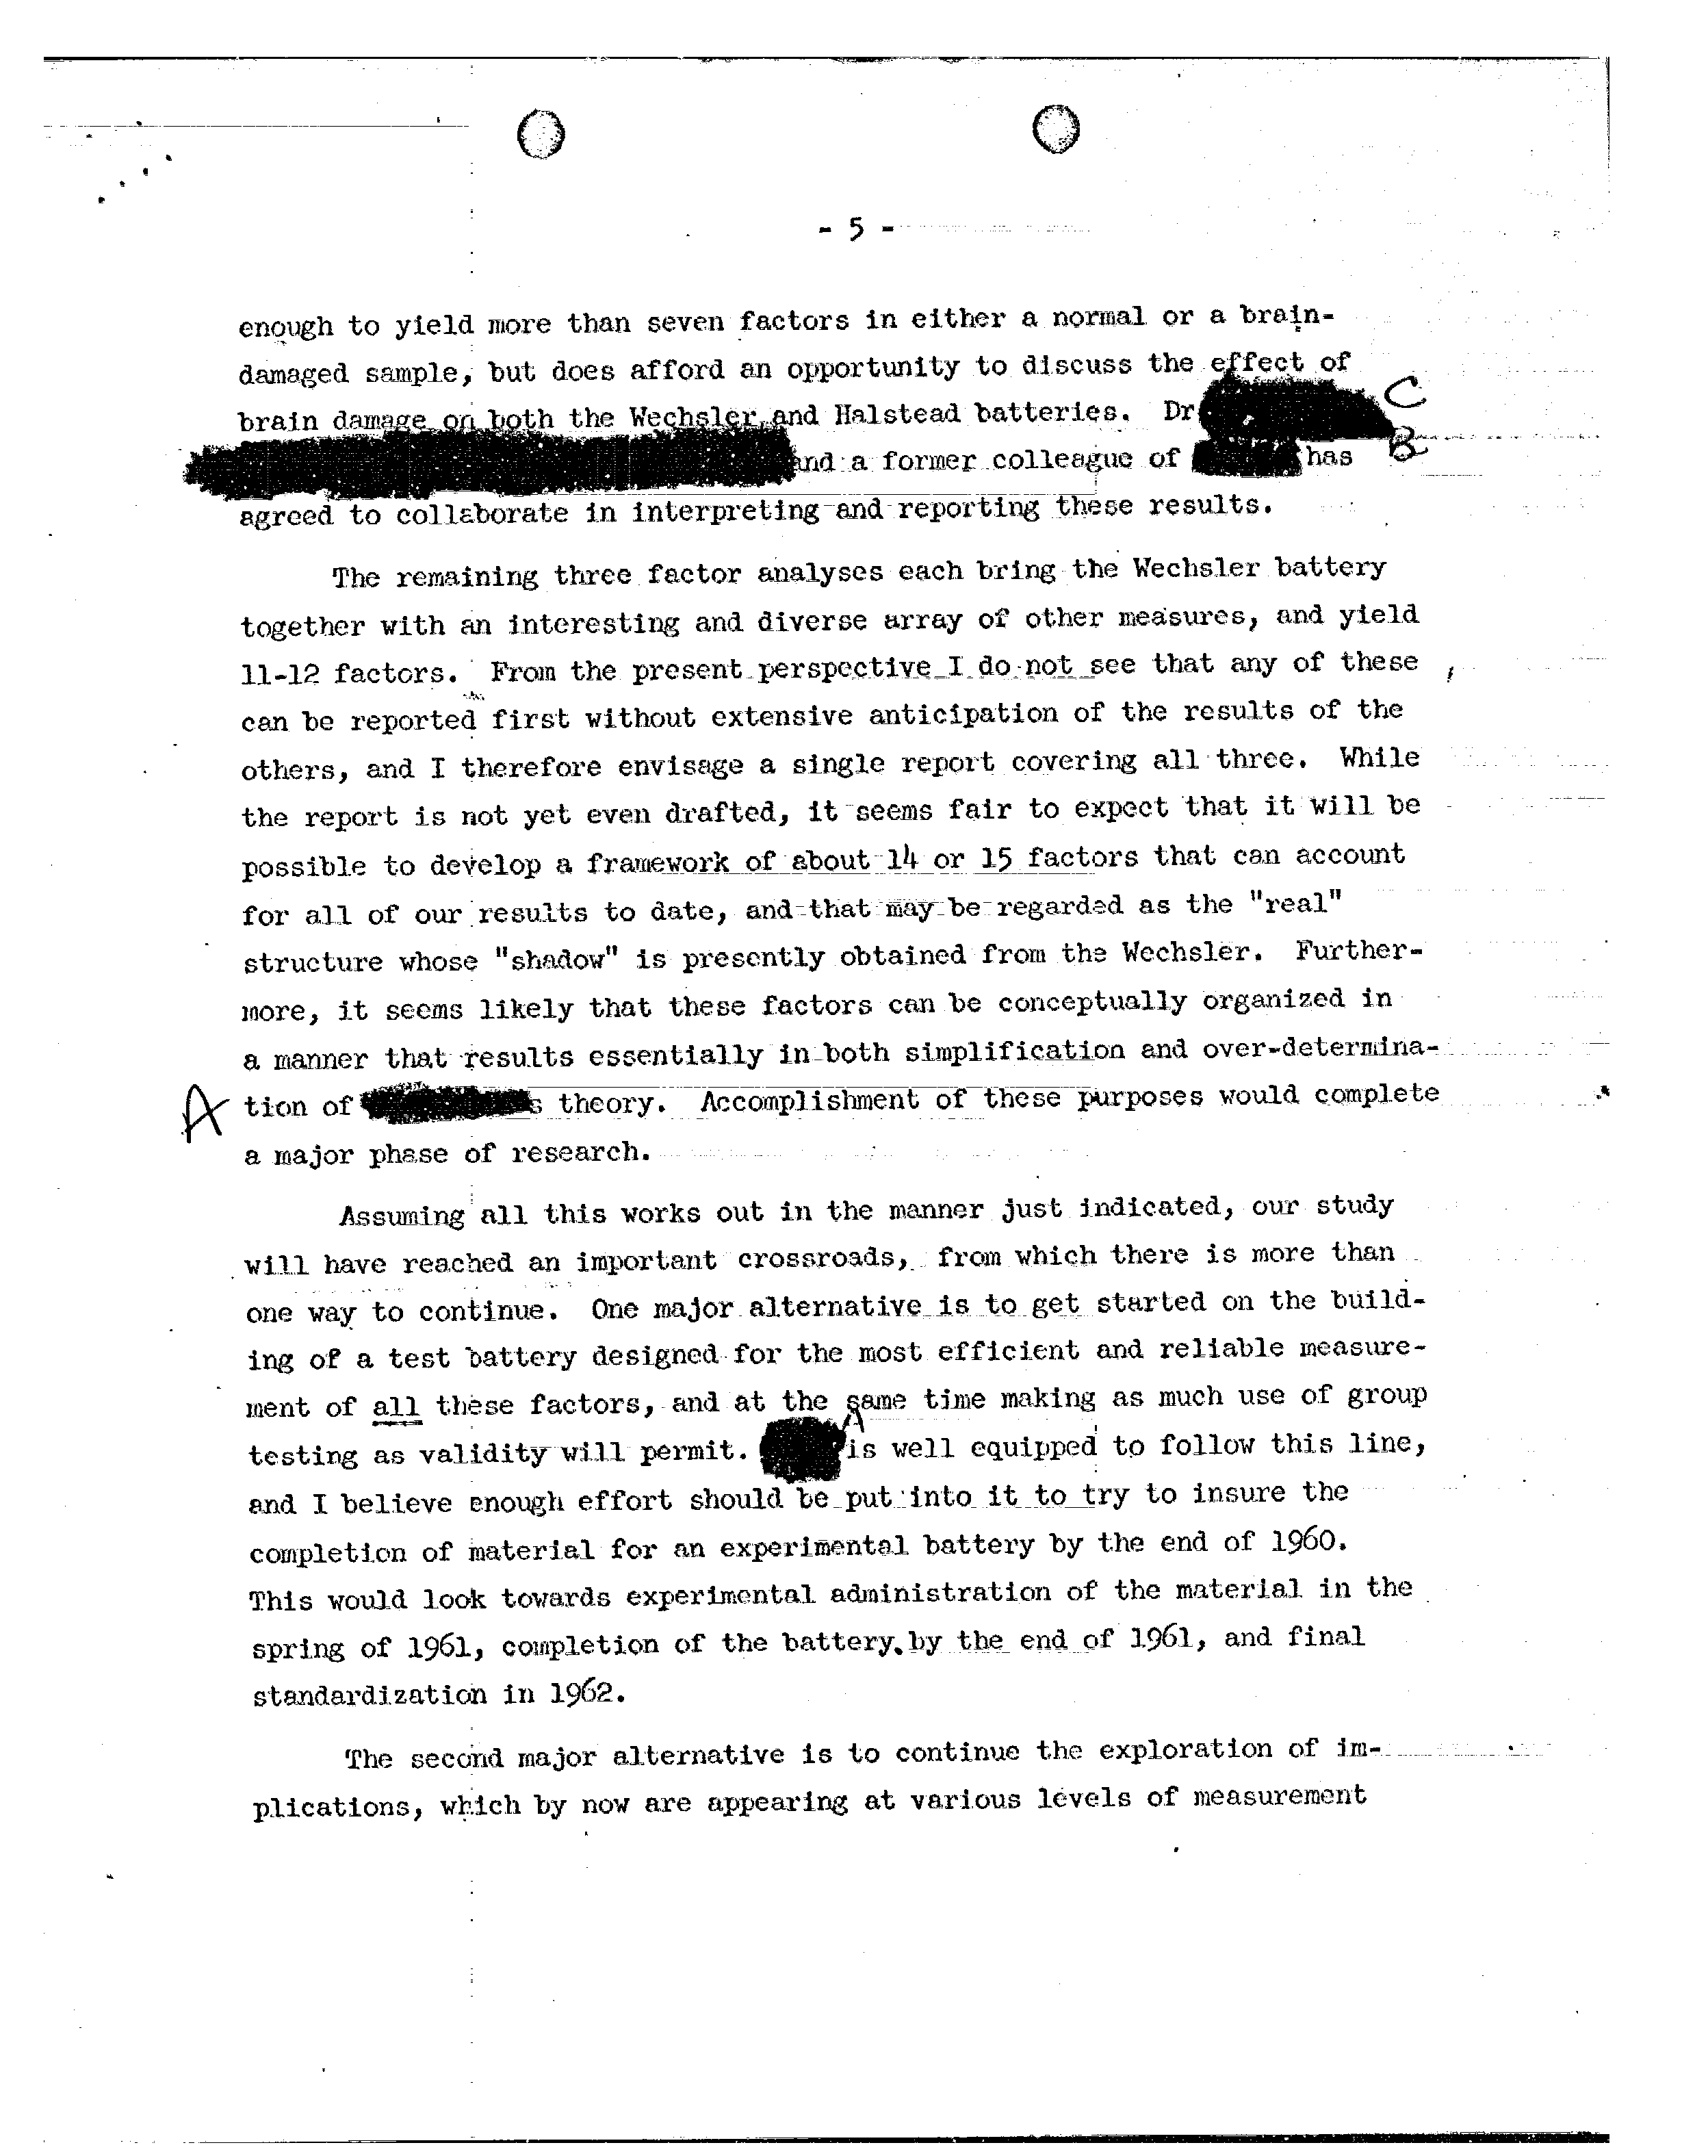 - 5 -
enough to yield more than seven factors in either a normal or a brain-
damaged sample, but does afford an opportunity to discuss the effect of
brain damage on both the Wechsler and Halstead batteries. Dr C
and a former colleague of has B
agreed to collaborate in interpreting and reporting these results.
The remaining three factor analyses each bring the Wechsler battery
together with an interesting and diverse array of other measures, and yield
11-12 factors. From the present perspective I do not see that any of these
can be reported first without extensive anticipation of the results of the
others, and I therefore envisage a single report covering all three. While
the report is not yet even drafted, it seems fair to expect that it will be
possible to develop a framework of about 14 or 15 factors that can account
for all of our results to date, and that may be regarded as the "real"
structure whose "shadow" is presently obtained from the Wechsler. Further-
more, it seems likely that these factors can be conceptually organized in
a manner that results essentially in both simplification and over-determina-
A tion of s theory. Accomplishment of these purposes would complete
a major phase of research.
Assuming all this works out in the manner just indicated, our study
will have reached an important crossroads, from which there is more than
one way to continue. One major alternative is to get started on the build-
ing of a test battery designed for the most efficient and reliable measure-
ment of all these factors, and at the same time making as much use of group
testing as validity will permit. A is well equipped to follow this line,
and I believe enough effort should be put into it to try to insure the
completion of material for an experimental battery by the end of 1960.
This would look towards experimental administration of the material in the
spring of 1961, completion of the battery by the end of 1961, and final
standardization in 1962.
The second major alternative is to continue the exploration of im-
plications, which by now are appearing at various levels of measurement